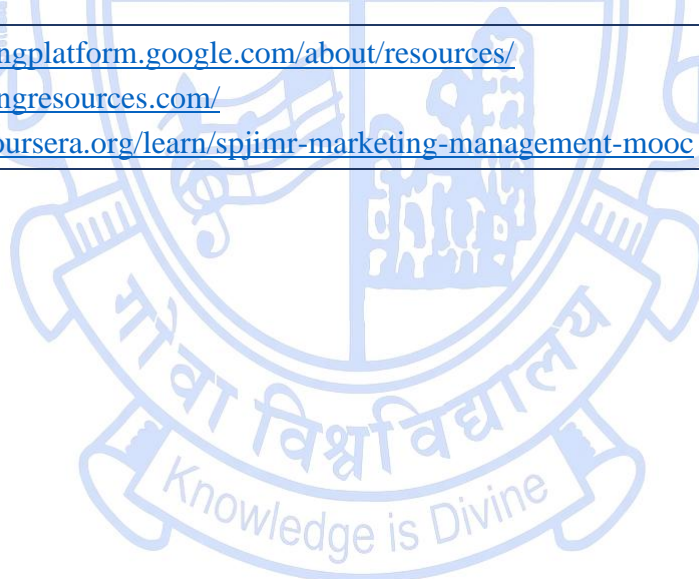 ngplatform.google.com/about/resources/
ngresources.com/
oursera.org/learn/spjimr-marketing-management-mooc
गोंवा विश्वविद्यालय
Knowledge is Divine